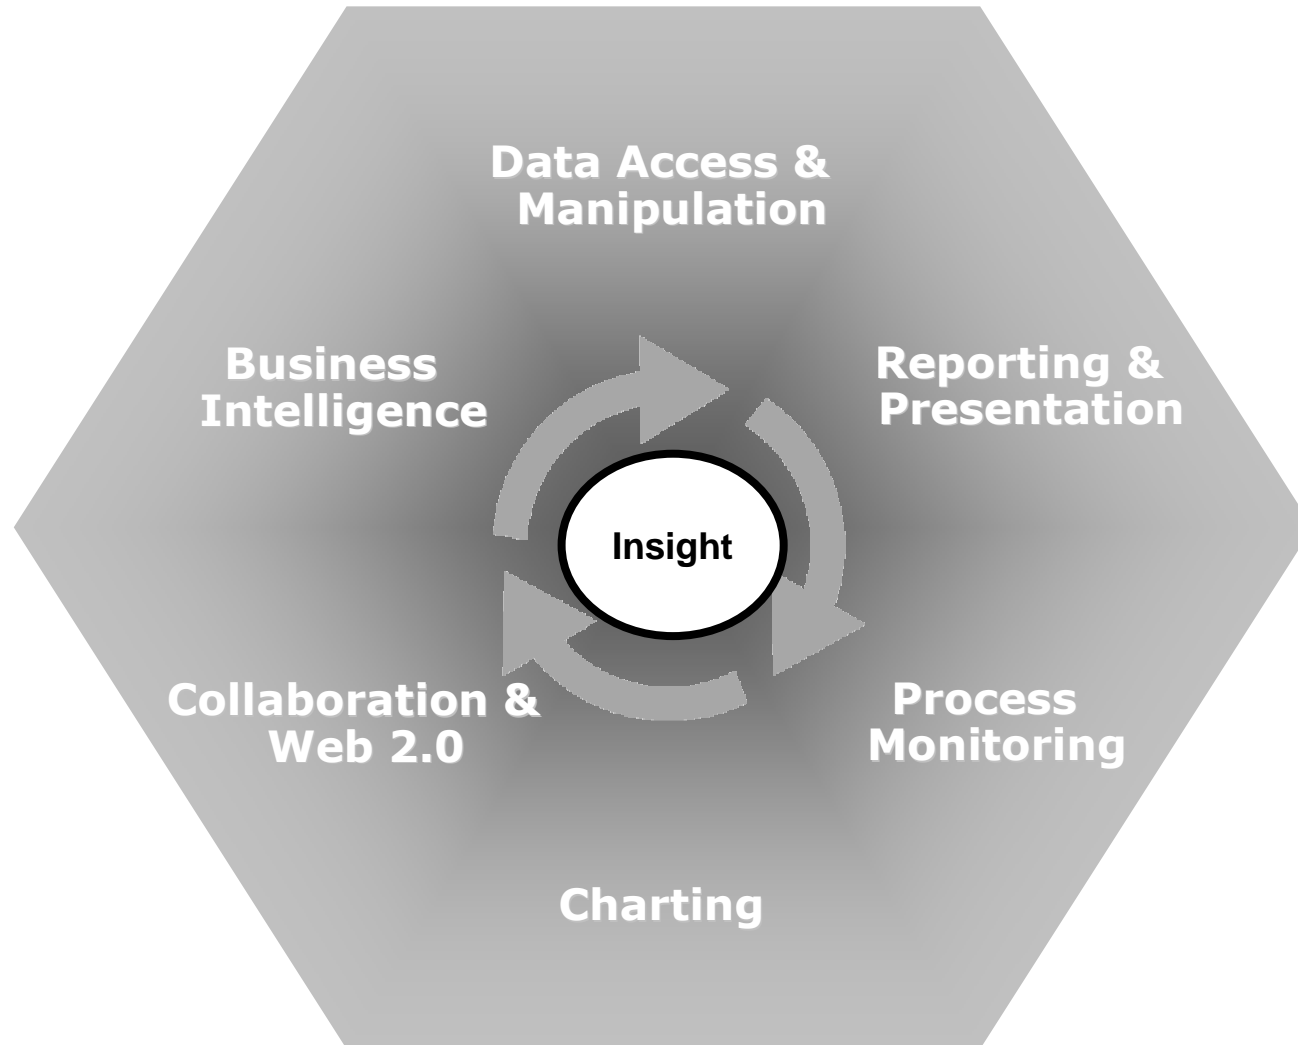 Data Access &
Manipulation
Business
Intelligence
Reporting &
Presentation
Insight
Collaboration &
Web 2.0
Process
Monitoring
Charting